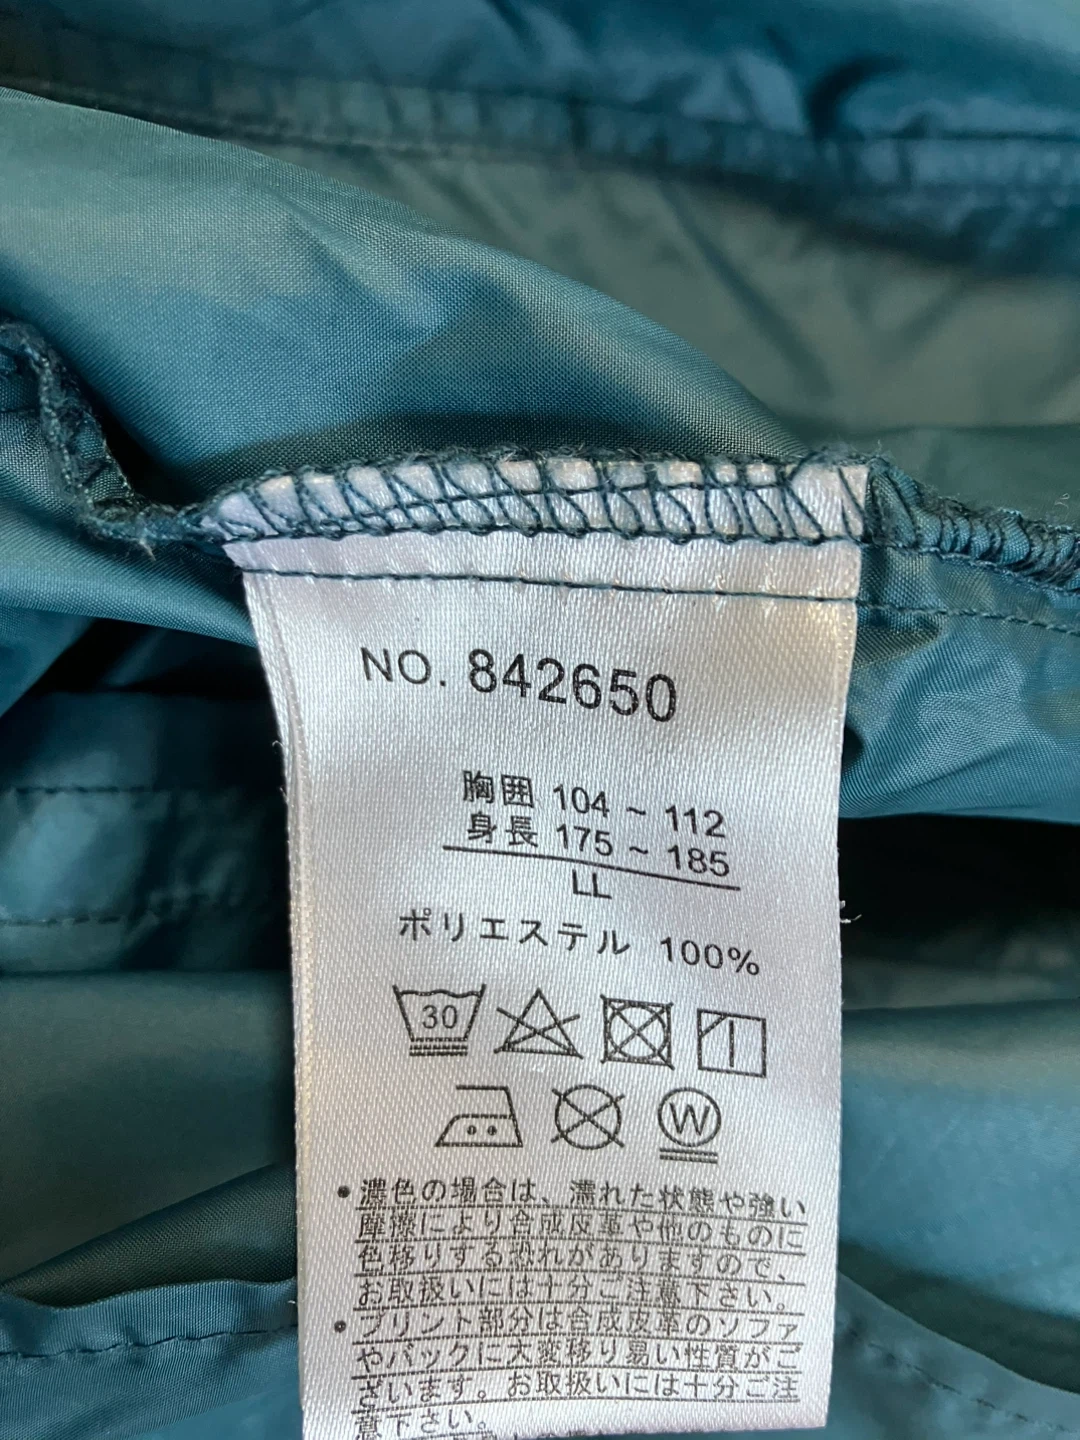 NO. 842650
胸囲 104 ~ 112
身長 175 ~ 185
LL
ポリエステル 100%
30
W
•濃色の場合は、濡れた状態や強い
摩擦により合成皮革や他のものに
色移りする恐れがありますので、
お取扱いには十分ご注意下さい。
•プリント部分は合成皮革のソファ
やバックに大変移り易い性質がご
ざいます。お取扱いには十分ご注
意下さい。